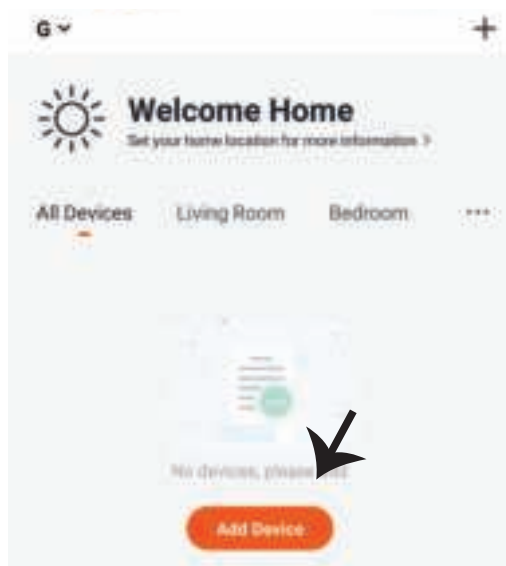 G
Welcome Home
Set your home location for more information >
All Devices Living Room Bedroom ...
No devices, please
Add Device